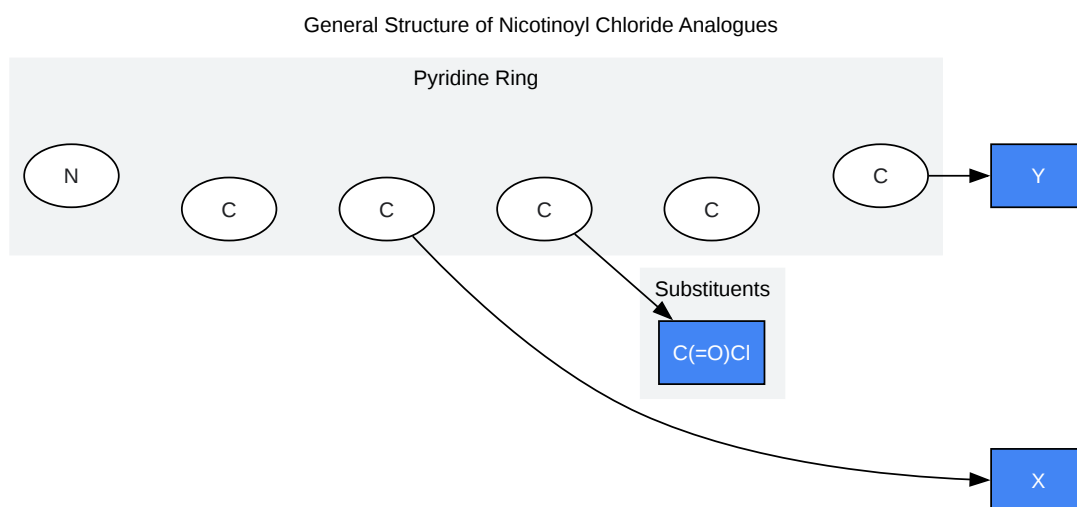 General Structure of Nicotinoyl Chloride Analogues
Pyridine Ring
N
C
C
C
C
C
Y
Substituents
C(=O)Cl
X